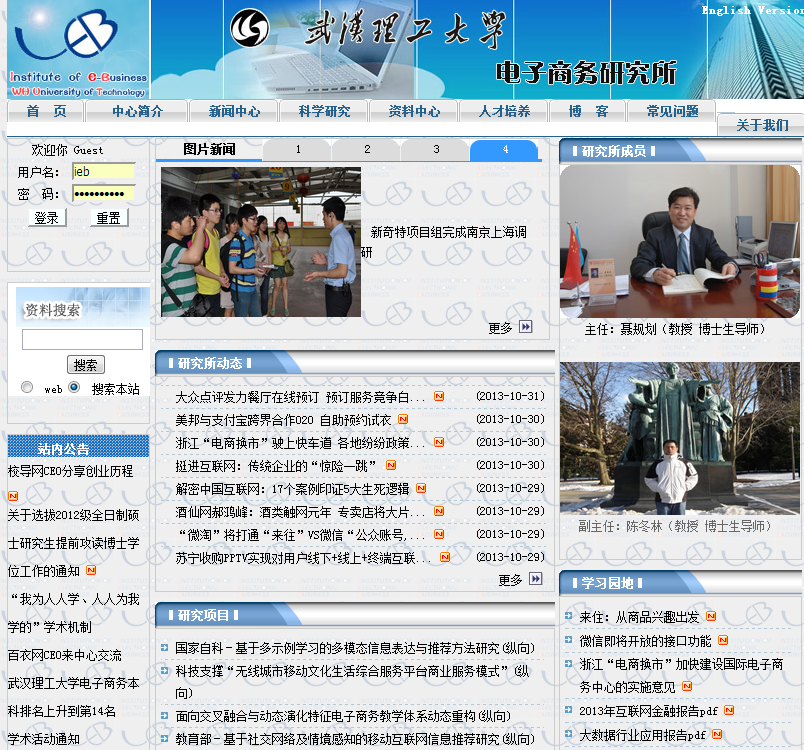 Institute of e-Business
WH University of Technology
武汉理工大学
电子商务研究所
English Version
首 页
中心简介
新闻中心
科学研究
资料中心
人才培养
博 客
常见问题
关于我们
欢迎你 Guest
用户名: ieb
密 码: ••••••••••
登录 重置
资料搜索
搜索
web 搜索本站
站内公告
校导网CEO分享创业历程
N
关于选拔2012级全日制硕
士研究生提前攻读博士学
位工作的通知 N
“我为人人学、人人为我
学的”学术机制
百衣网CEO来中心交流
武汉理工大学电子商务本
科排名上升到第14名
学术活动通知
图片新闻 1 2 3 4
新奇特项目组完成南京上海调
研
更多
研究所动态
大众点评发力餐厅在线预订 预订服务竞争白... N (2013-10-31)
美邦与支付宝跨界合作O2O 自助预约试衣 N (2013-10-30)
浙江“电商换市”驶上快车道 各地纷纷政策... N (2013-10-30)
挺进互联网: 传统企业的“惊险一跳” N (2013-10-30)
解密中国互联网: 17个案例印证5大生死逻辑 N (2013-10-29)
酒仙网郝鸿峰: 酒类触网元年 专卖店将大片... N (2013-10-29)
“微淘”将打通“来往”VS微信“公众账号,... N (2013-10-29)
苏宁收购PPTV实现对用户线下+线上+终端互联... N (2013-10-29)
更多
研究项目
国家自科－基于多示例学习的多模态信息表达与推荐方法研究(纵向)
科技支撑“无线城市移动文化生活综合服务平台商业服务模式”(纵
向)
面向交叉融合与动态演化特征电子商务教学体系动态重构(纵向)
教育部－基于社交网络及情境感知的移动互联网信息推荐研究(纵向)
研究所成员
主任: 聂规划 (教授 博士生导师)
副主任: 陈冬林 (教授 博士生导师)
学习园地
来住: 从商品兴趣出发 N
微信即将开放的接口功能 N
浙江“电商换市”加快建设国际电子商
务中心的实施意见 N
2013年互联网金融报告pdf N
大数据行业应用报告pdf N